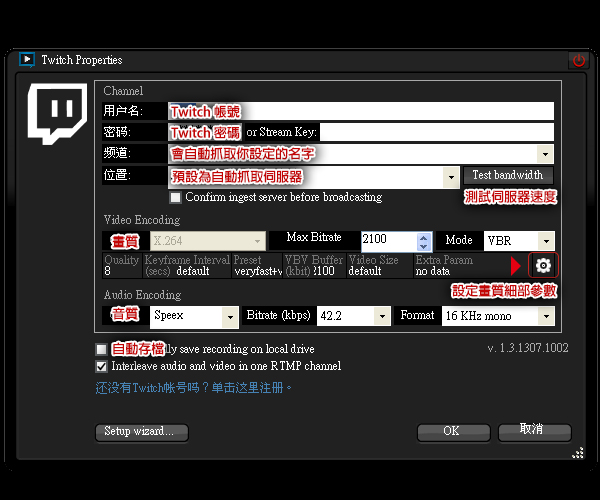 Twitch Properties
Channel
用户名: Twitch 帳號
密码: Twitch 密碼 or Stream Key:
频道: 會自動抓取你設定的名字
位置: 預設為自動抓取伺服器 Test bandwidth
Confirm ingest server before broadcasting 測試伺服器速度
Video Encoding
畫質 X.264 Max Bitrate 2100 Mode VBR
Quality Keyframe Interval Preset VBV Buffer Video Size Extra Param
8 (secs) default veryfast+v (kbit) 2100 default no data
設定畫質細部參數
Audio Encoding
音質 Speex Bitrate (kbps) 42.2 Format 16 KHz mono
自動存檔 ly save recording on local drive v. 1.3.1307.1002
Interleave audio and video in one RTMP channel
还没有Twitch帐号吗？单击这里注册。
Setup wizard... OK 取消